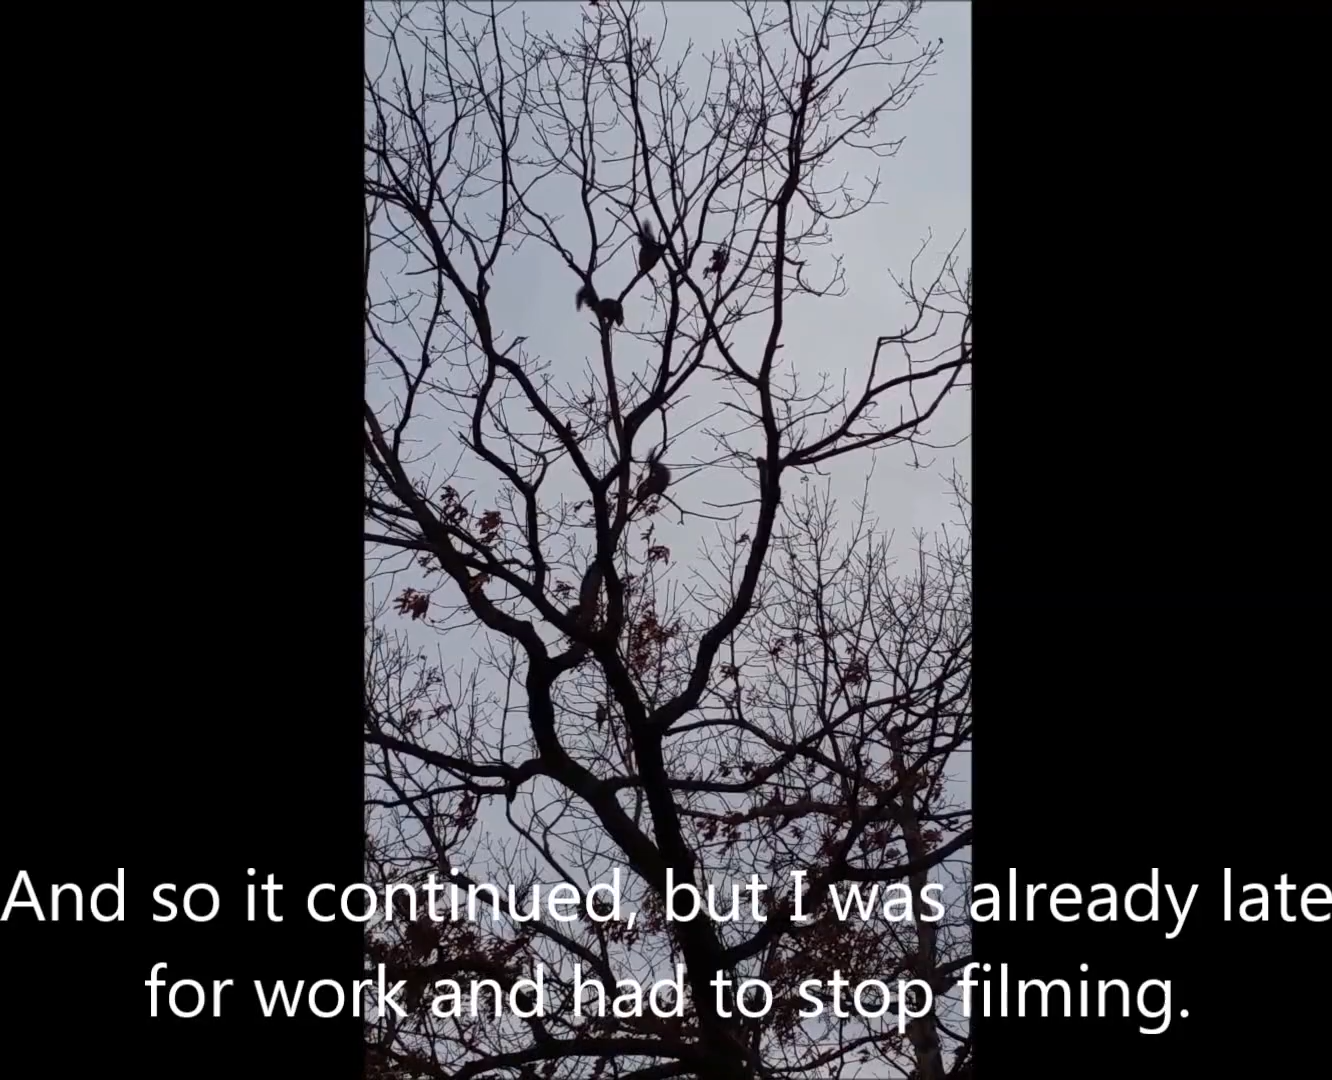 And so it continued, but I was already late
for work and had to stop filming.